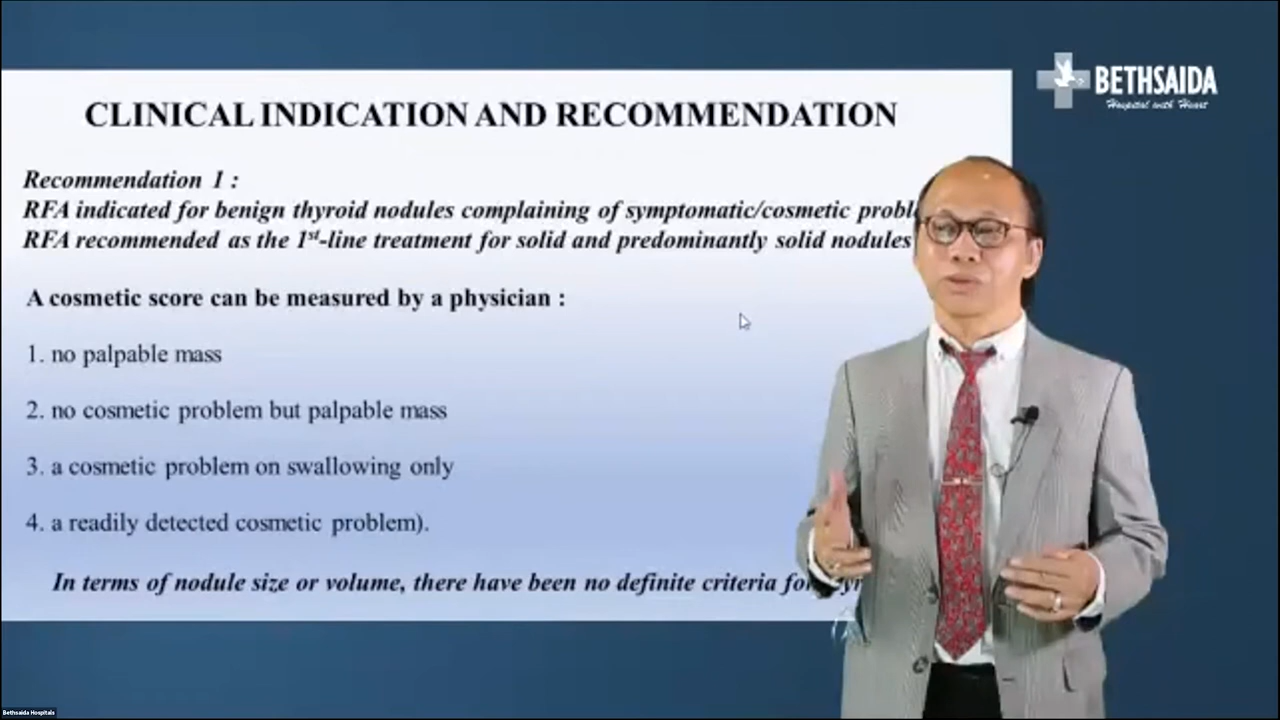 BETHSAIDA
Hospital with Heart
CLINICAL INDICATION AND RECOMMENDATION
Recommendation 1 :
RFA indicated for benign thyroid nodules complaining of symptomatic/cosmetic probl
RFA recommended as the 1st-line treatment for solid and predominantly solid nodules
A cosmetic score can be measured by a physician :
1. no palpable mass
2. no cosmetic problem but palpable mass
3. a cosmetic problem on swallowing only
4. a readily detected cosmetic problem).
In terms of nodule size or volume, there have been no definite criteria for
Bethsaida Hospitals